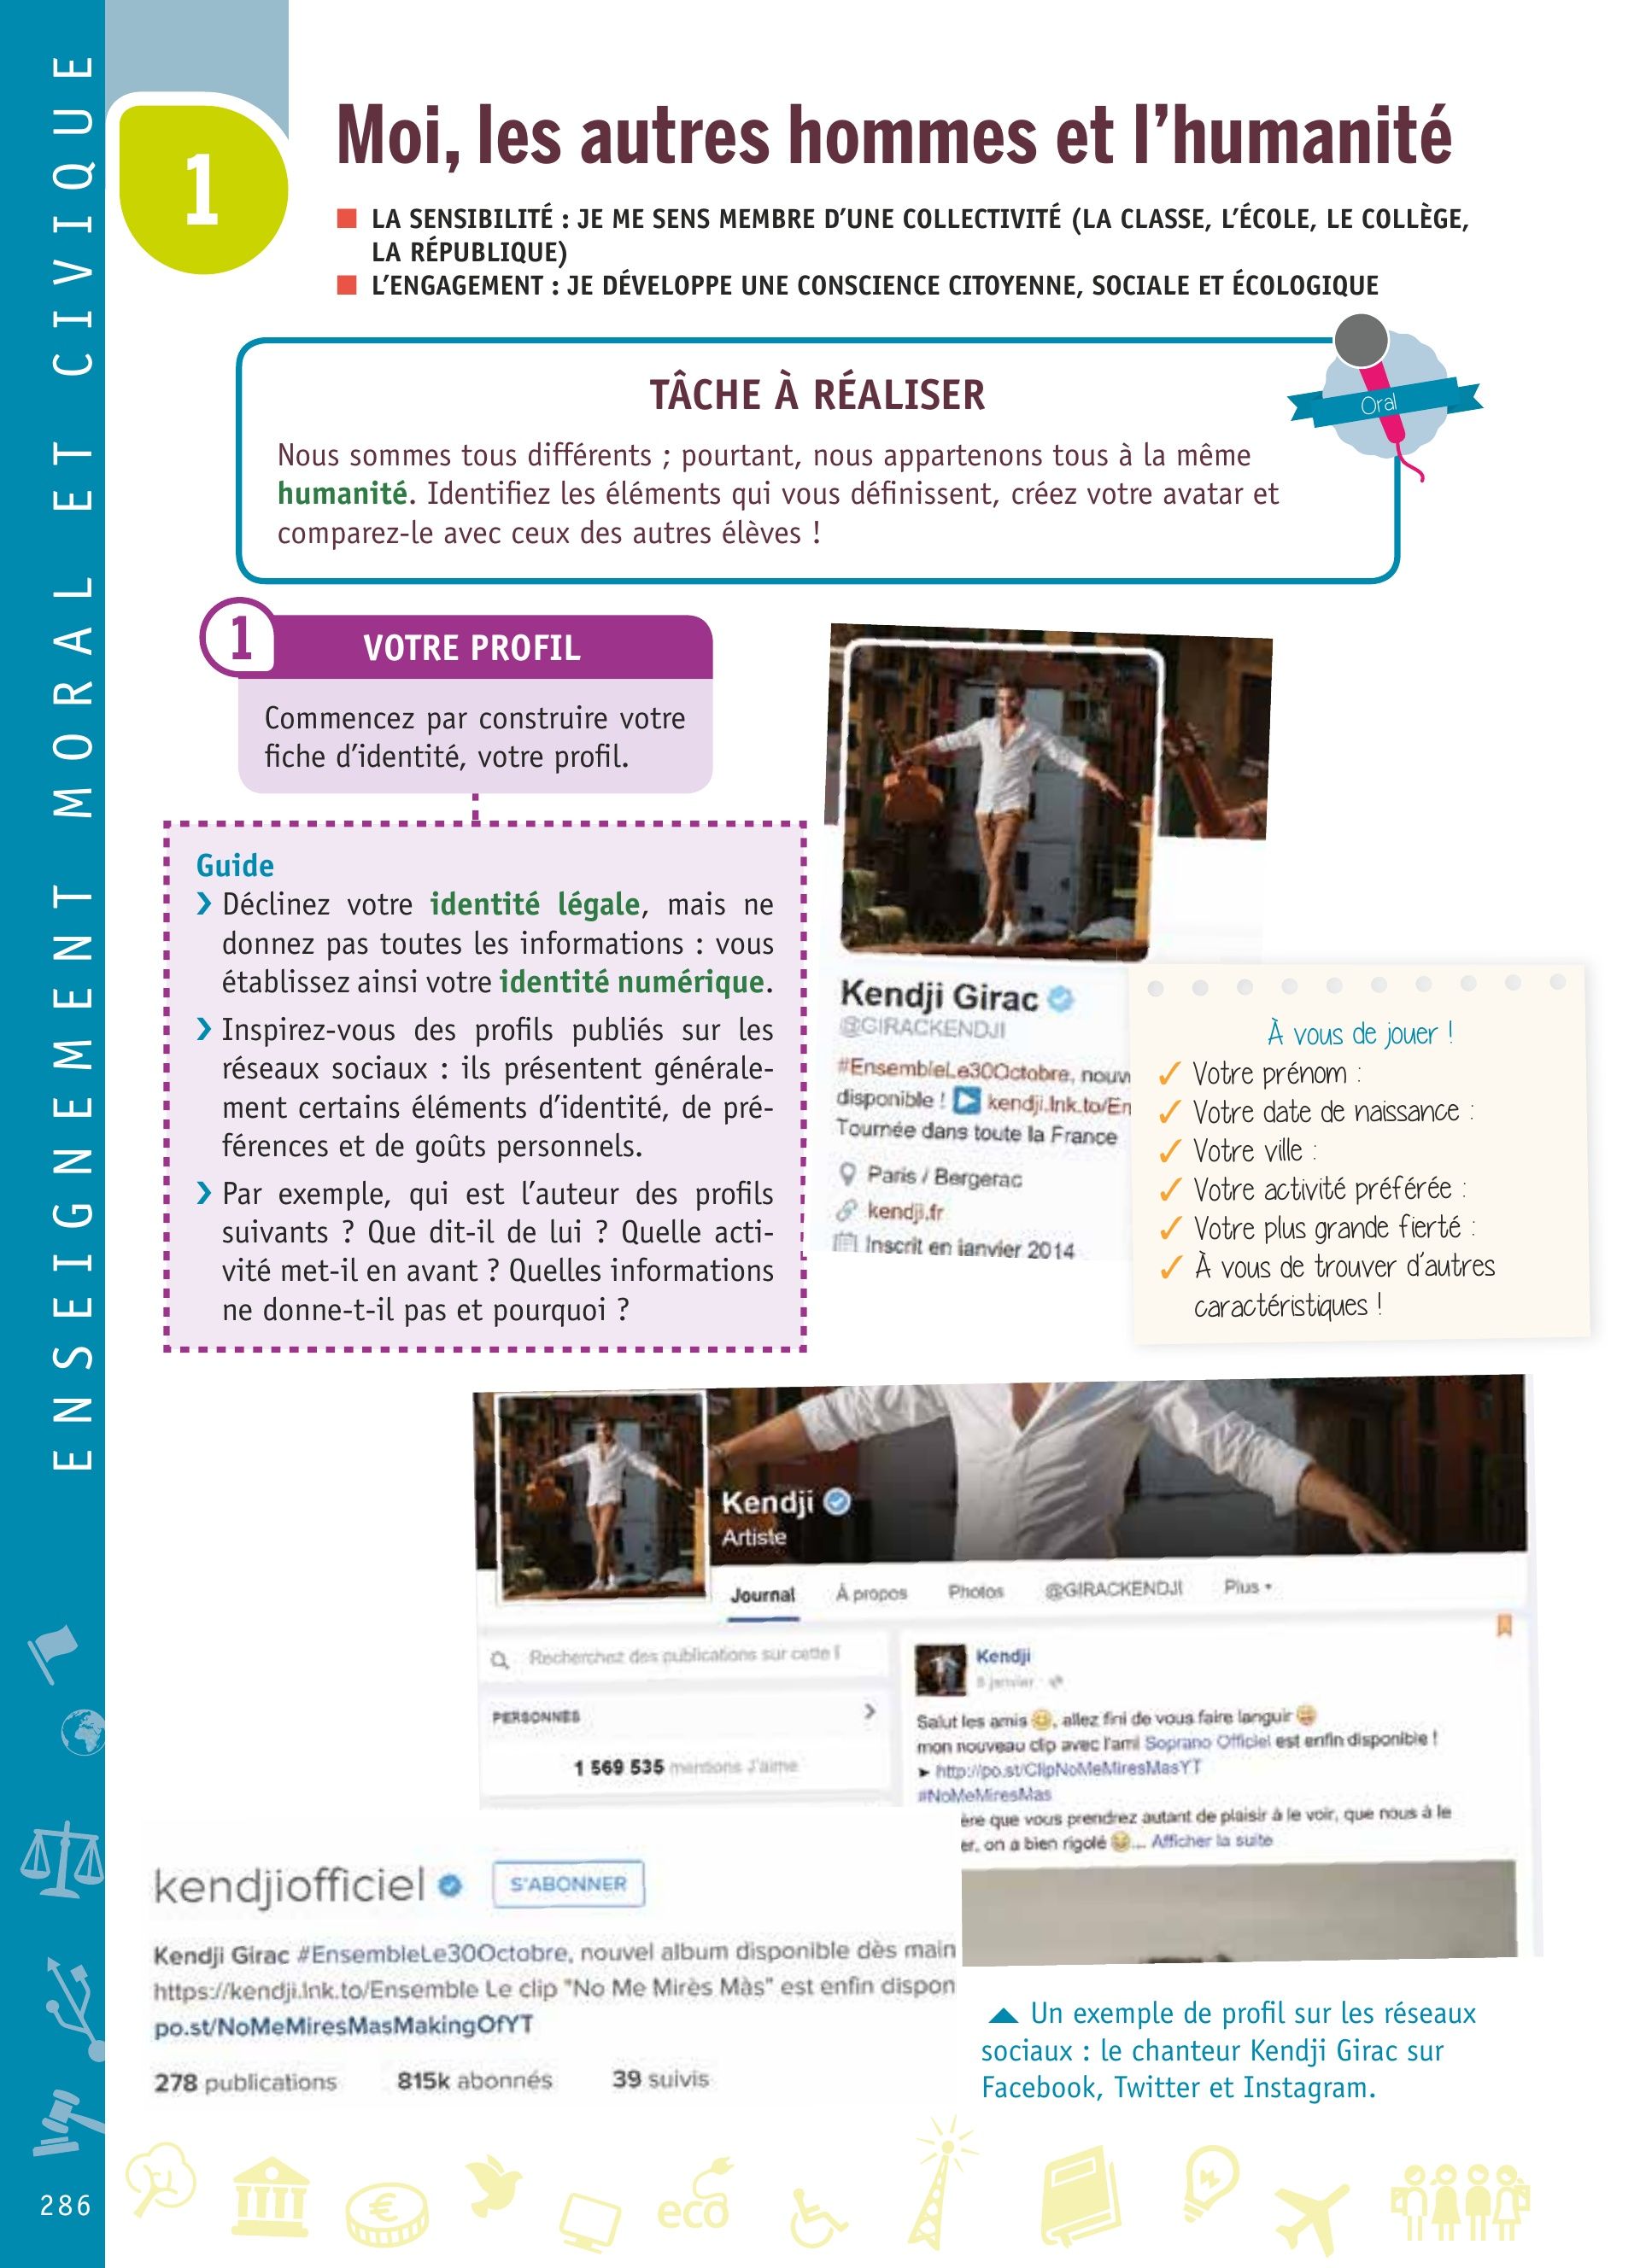 ENSEIGNEMENT MORAL ET CIVIQUE
1
Moi, les autres hommes et l'humanité
LA SENSIBILITÉ : JE ME SENS MEMBRE D'UNE COLLECTIVITÉ (LA CLASSE, L'ÉCOLE, LE COLLÈGE,
LA RÉPUBLIQUE)
L'ENGAGEMENT : JE DÉVELOPPE UNE CONSCIENCE CITOYENNE, SOCIALE ET ÉCOLOGIQUE
TÂCHE À RÉALISER
Oral
Nous sommes tous différents ; pourtant, nous appartenons tous à la même
humanité. Identifiez les éléments qui vous définissent, créez votre avatar et
comparez-le avec ceux des autres élèves !
1
VOTRE PROFIL
Commencez par construire votre
fiche d'identité, votre profil.
Guide
› Déclinez votre identité légale, mais ne
donnez pas toutes les informations : vous
établissez ainsi votre identité numérique.
› Inspirez-vous des profils publiés sur les
réseaux sociaux : ils présentent générale-
ment certains éléments d'identité, de pré-
férences et de goûts personnels.
› Par exemple, qui est l'auteur des profils
suivants ? Que dit-il de lui ? Quelle acti-
vité met-il en avant ? Quelles informations
ne donne-t-il pas et pourquoi ?
Kendji Girac
@GIRACKENDJI
#EnsembleLe30Octobre, nouv
disponible ! kendji.lnk.to/En
Tournée dans toute la France
Paris / Bergerac
kendji.fr
Inscrit en janvier 2014
À vous de jouer !
✓ Votre prénom :
✓ Votre date de naissance :
✓ Votre ville :
✓ Votre activité préférée :
✓ Votre plus grande fierté :
✓ À vous de trouver d'autres
caractéristiques !
Kendji
Artiste
Journal À propos Photos @GIRACKENDJI Plus
Recherchez des publications sur cette
PERSONNES
1 569 535 mentions J'aime
Kendji
8 janvier
Salut les amis 😊, allez fini de vous faire languir 😜
mon nouveau clip avec l'ami Soprano Officiel est enfin disponible !
► http://po.st/ClipNoMeMiresMasYT
#NoMeMiresMas
ère que vous prendrez autant de plaisir à le voir, que nous à le
er, on a bien rigolé 😂... Afficher la suite
kendjiofficiel S'ABONNER
Kendji Girac #EnsembleLe30Octobre, nouvel album disponible dès main
https://kendji.lnk.to/Ensemble Le clip "No Me Mirès Màs" est enfin dispon
po.st/NoMeMiresMasMakingOfYT
278 publications 815k abonnés 39 suivis
Un exemple de profil sur les réseaux
sociaux : le chanteur Kendji Girac sur
Facebook, Twitter et Instagram.
eco
286